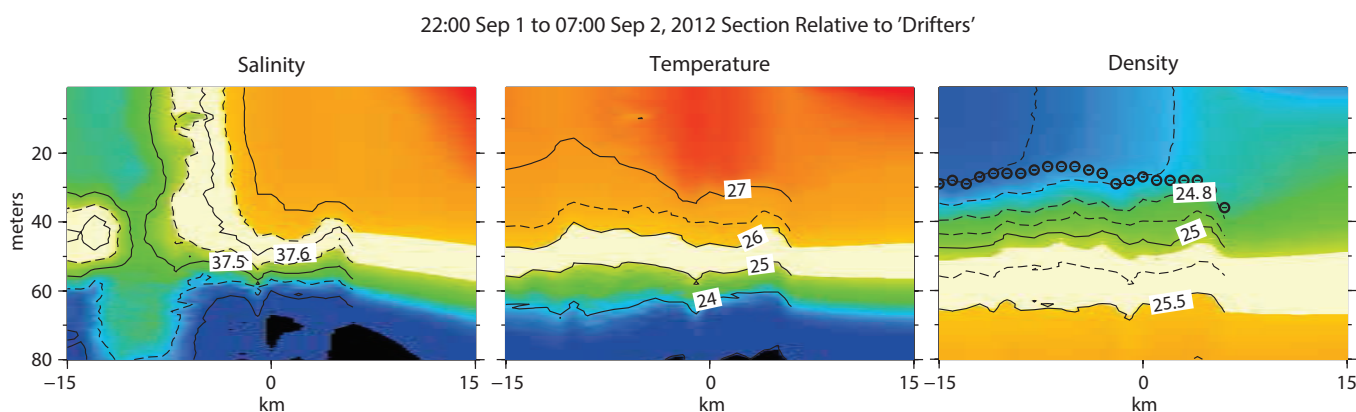 22:00 Sep 1 to 07:00 Sep 2, 2012 Section Relative to ’Drifters’
Salinity
Temperature
Density
meters
20
40
60
80
37.5
37.6
27
26
25
24
24.8
25
25.5
−15
0
15
−15
0
15
−15
0
15
km
km
km